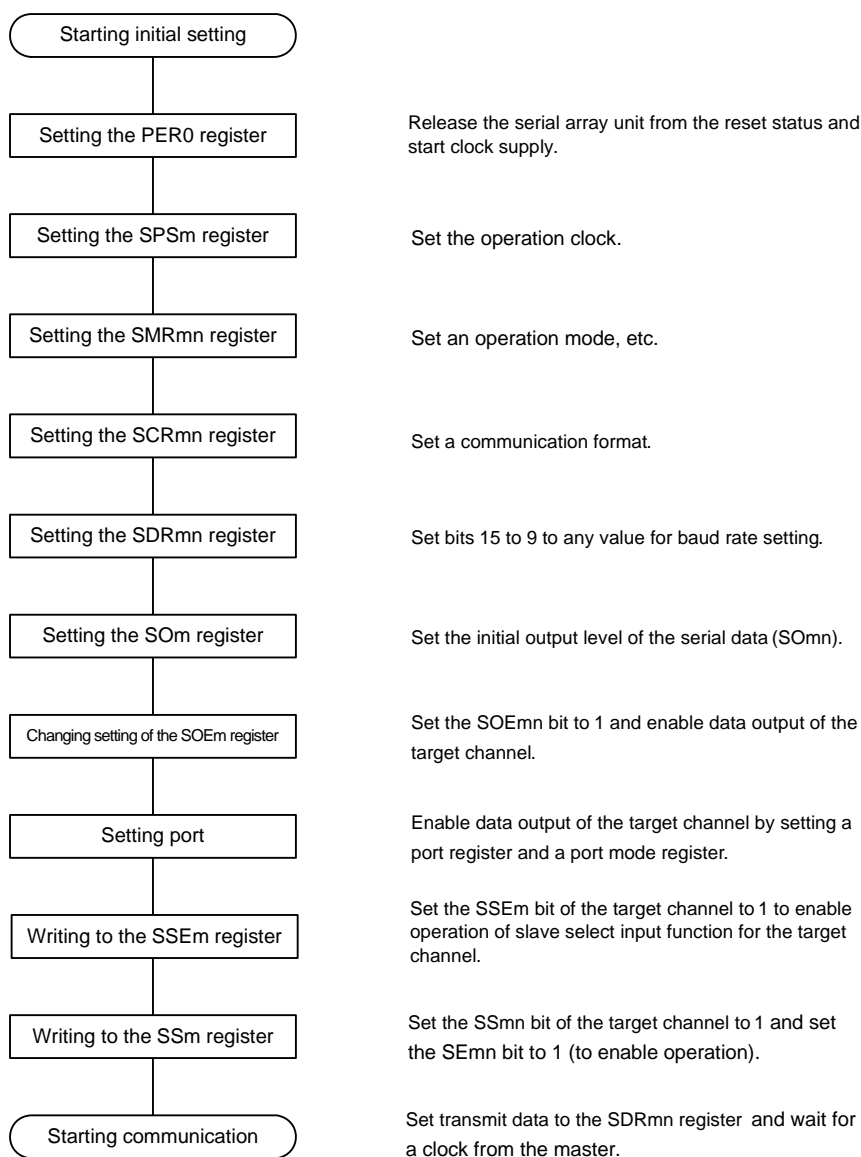 Starting initial setting
Setting the PER0 register
Release the serial array unit from the reset status and
start clock supply.
Setting the SPSm register
Set the operation clock.
Setting the SMRmn register
Set an operation mode, etc.
Setting the SCRmn register
Set a communication format.
Setting the SDRmn register
Set bits 15 to 9 to any value for baud rate setting.
Setting the SOm register
Set the initial output level of the serial data (SOmn).
Changing setting of the SOEm register
Set the SOEmn bit to 1 and enable data output of the
target channel.
Setting port
Enable data output of the target channel by setting a
port register and a port mode register.
Writing to the SSEm register
Set the SSEm bit of the target channel to 1 to enable
operation of slave select input function for the target
channel.
Writing to the SSm register
Set the SSmn bit of the target channel to 1 and set
the SEmn bit to 1 (to enable operation).
Starting communication
Set transmit data to the SDRmn register and wait for
a clock from the master.